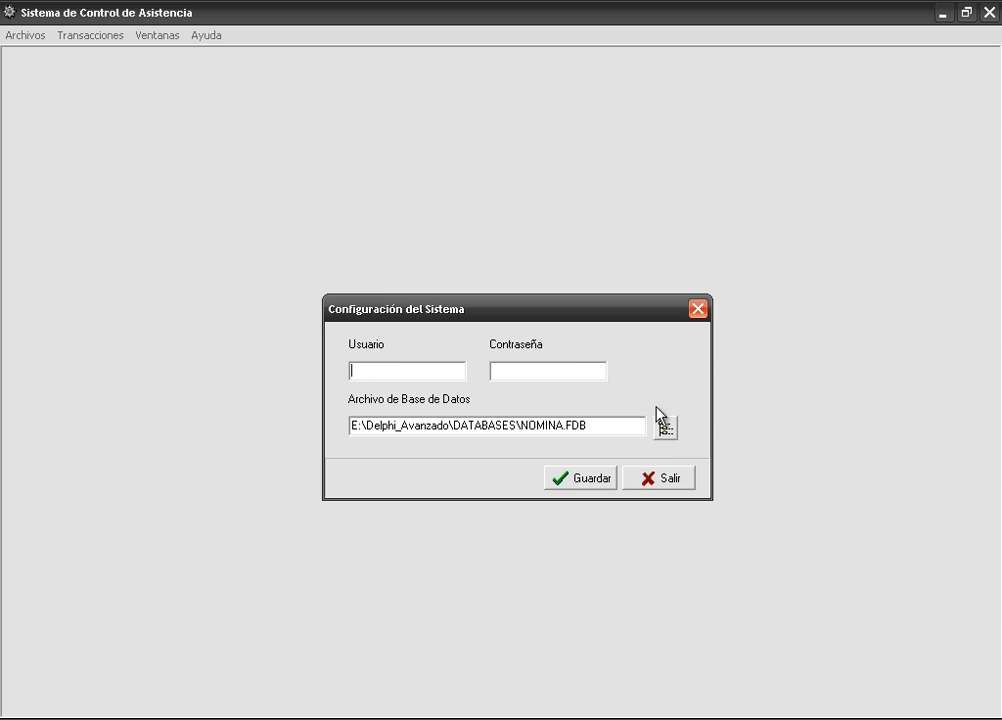 Sistema de Control de Asistencia
Archivos Transacciones Ventanas Ayuda
Configuración del Sistema
Usuario Contraseña
Archivo de Base de Datos
E:\Delphi_Avanzado\DATABASES\NOMINA.FDB
Guardar Salir